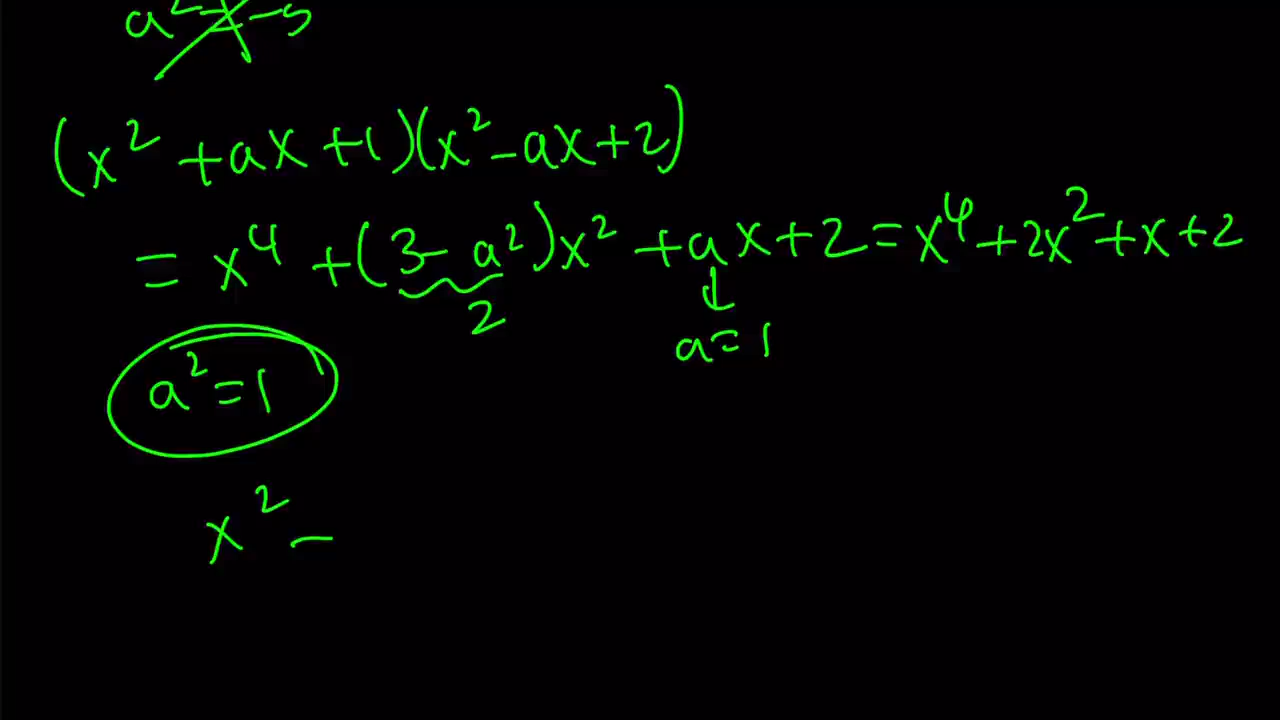 (x² + ax + 1)(x² - ax + 2)
= x⁴ + (3 - a²)x² + ax + 2 = x⁴ + 2x² + x + 2
2
a = 1
a² = 1
x² -